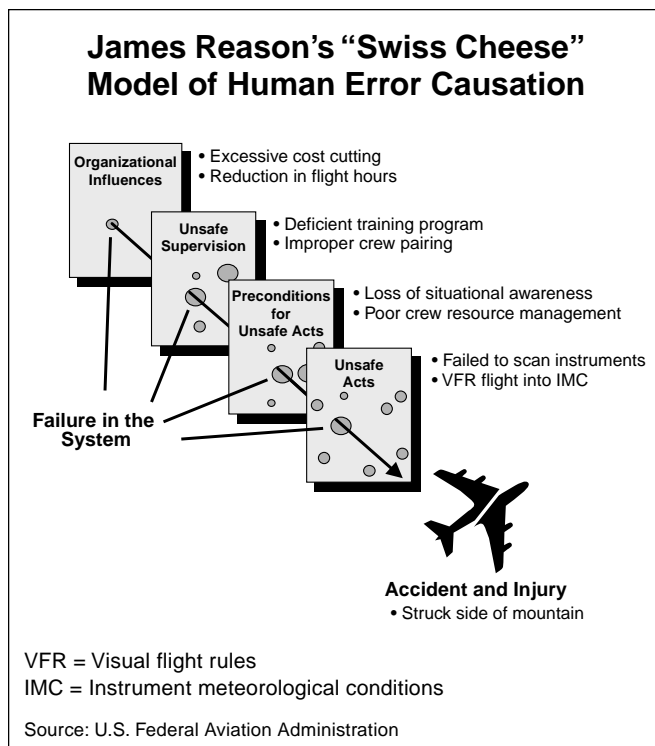 James Reason’s “Swiss Cheese”
Model of Human Error Causation
Organizational
Influences
• Excessive cost cutting
• Reduction in flight hours
Unsafe
Supervision
• Deficient training program
• Improper crew pairing
Preconditions
for
Unsafe Acts
• Loss of situational awareness
• Poor crew resource management
Unsafe
Acts
• Failed to scan instruments
• VFR flight into IMC
Failure in the
System
Accident and Injury
• Struck side of mountain
VFR = Visual flight rules
IMC = Instrument meteorological conditions
Source: U.S. Federal Aviation Administration